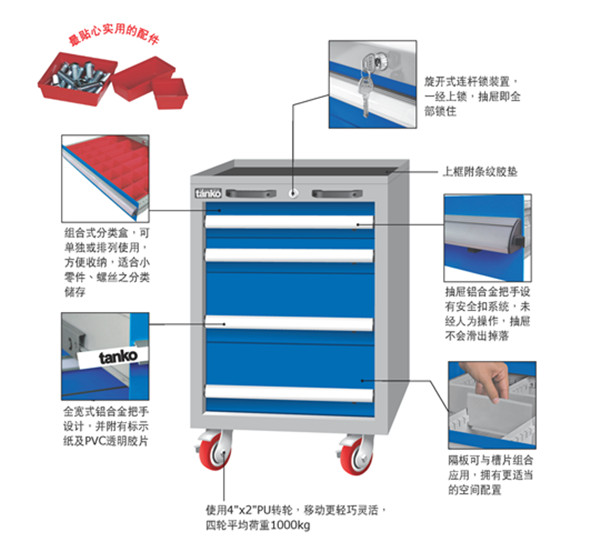 最贴心实用的配件
旋开式连杆锁装置，
一经上锁，抽屉即全
部锁住
上框附条纹胶垫
tanko
组合式分类盒，可
单独或排列使用，
方便收纳，适合小
零件、螺丝之分类
储存
抽屉铝合金把手设
有安全扣系统，未
经人为操作，抽屉
不会滑出掉落
tanko
全宽式铝合金把手
设计，并附有标示
纸及PVC透明胶片
隔板可与槽片组合
应用，拥有更适当
的空间配置
使用4"x2"PU转轮，移动更轻巧灵活，
四轮平均荷重1000kg